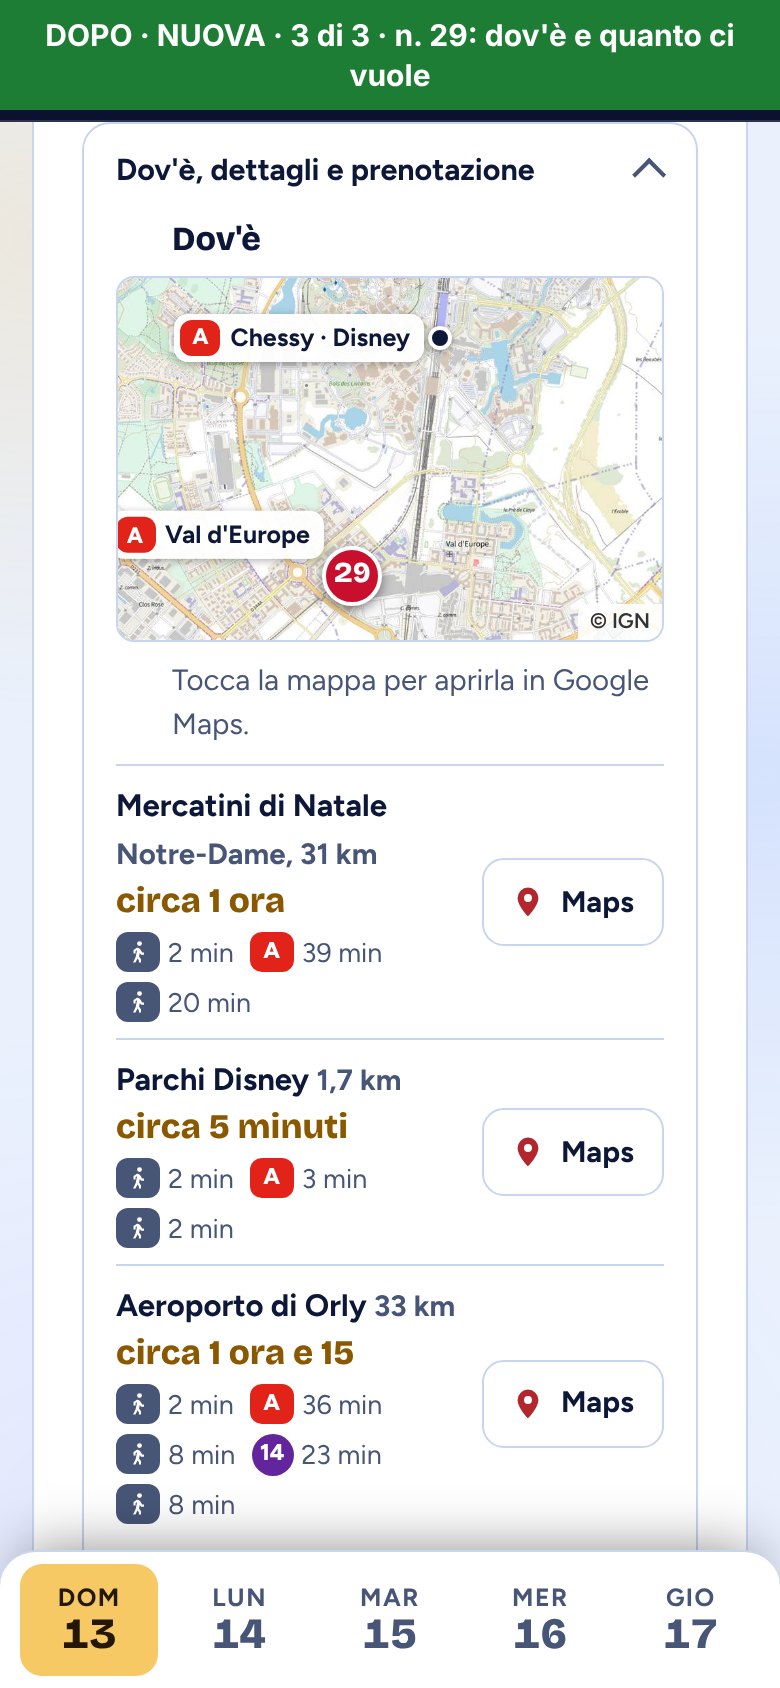 DOPO · NUOVA · 3 di 3 · n. 29: dov'è e quanto ci
vuole
Dov'è, dettagli e prenotazione
Dov'è
A Chessy · Disney
A Val d'Europe
29
Val d'Europe
Clos Rose
© IGN
Tocca la mappa per aprirla in Google
Maps.
Mercatini di Natale
Notre-Dame, 31 km
circa 1 ora
Maps
2 min A 39 min
20 min
Parchi Disney 1,7 km
circa 5 minuti
Maps
2 min A 3 min
2 min
Aeroporto di Orly 33 km
circa 1 ora e 15
Maps
2 min A 36 min
8 min 14 23 min
8 min
DOM LUN MAR MER GIO
13 14 15 16 17